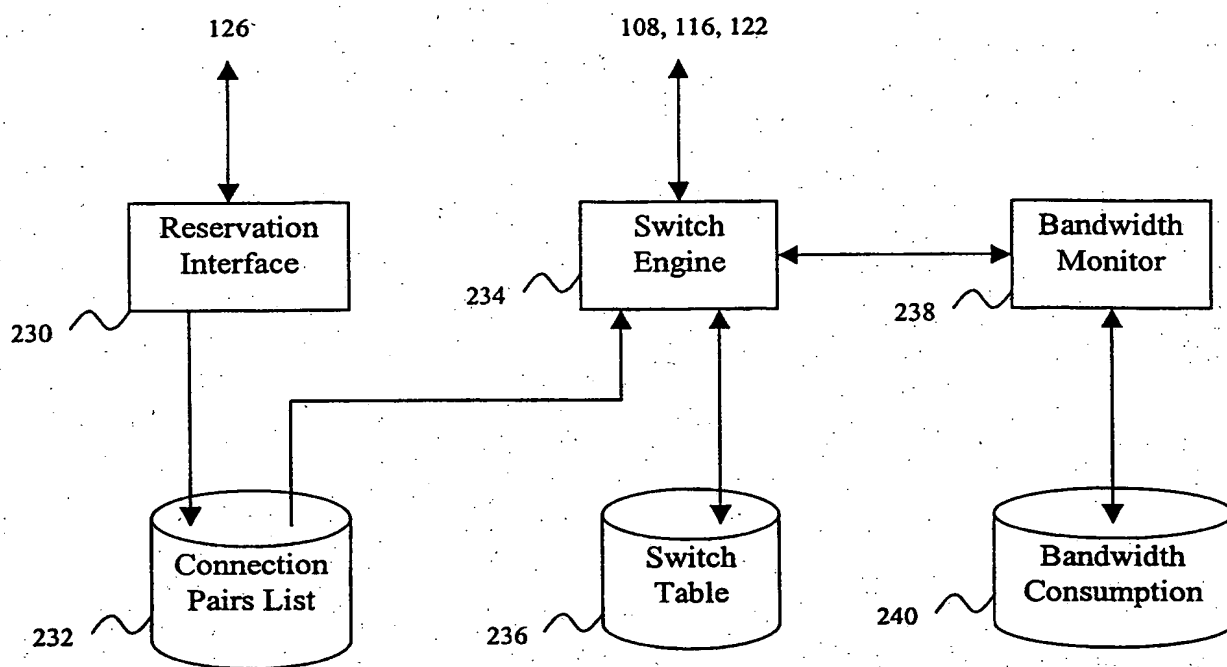 126
108, 116, 122
Reservation
Interface
230
Switch
Engine
234
Bandwidth
Monitor
238
Connection
Pairs List
232
Switch
Table
236
Bandwidth
Consumption
240